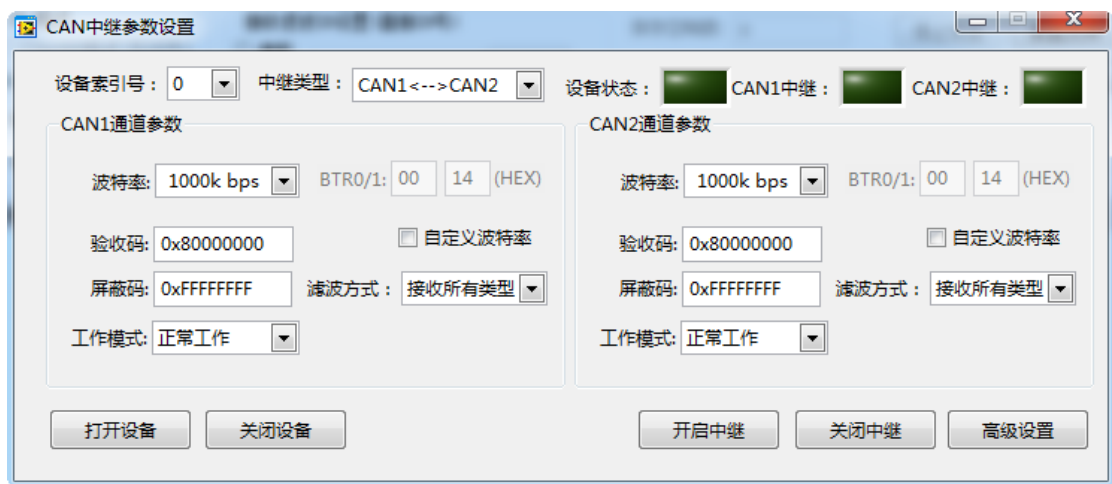 CAN中继参数设置
设备索引号： 0 中继类型： CAN1<-->CAN2 设备状态： CAN1中继： CAN2中继：
CAN1通道参数 CAN2通道参数
波特率: 1000k bps BTR0/1: 00 14 (HEX) 波特率: 1000k bps BTR0/1: 00 14 (HEX)
验收码: 0x80000000 自定义波特率 验收码: 0x80000000 自定义波特率
屏蔽码: 0xFFFFFFFF 滤波方式： 接收所有类型 屏蔽码: 0xFFFFFFFF 滤波方式： 接收所有类型
工作模式: 正常工作 工作模式: 正常工作
打开设备 关闭设备 开启中继 关闭中继 高级设置